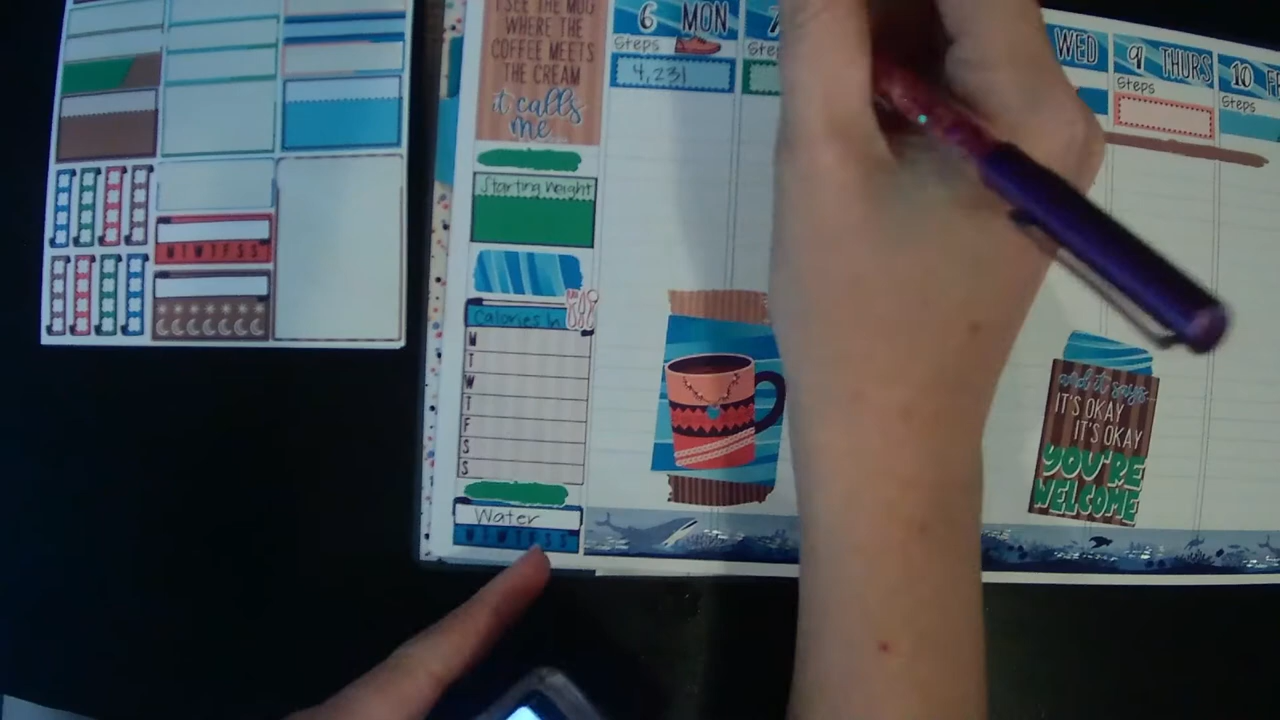 I SEE THE MUG
WHERE THE
COFFEE MEETS
THE CREAM
it calls
me
6 MON
Steps
4,231
WED
9 THURS
Steps
10
Steps
Starting Weight
Calories In
M
T
W
T
F
S
S
Water
M T W T F S S
M T W T F S S
and it says...
IT'S OKAY
IT'S OKAY
YOU'RE
WELCOME